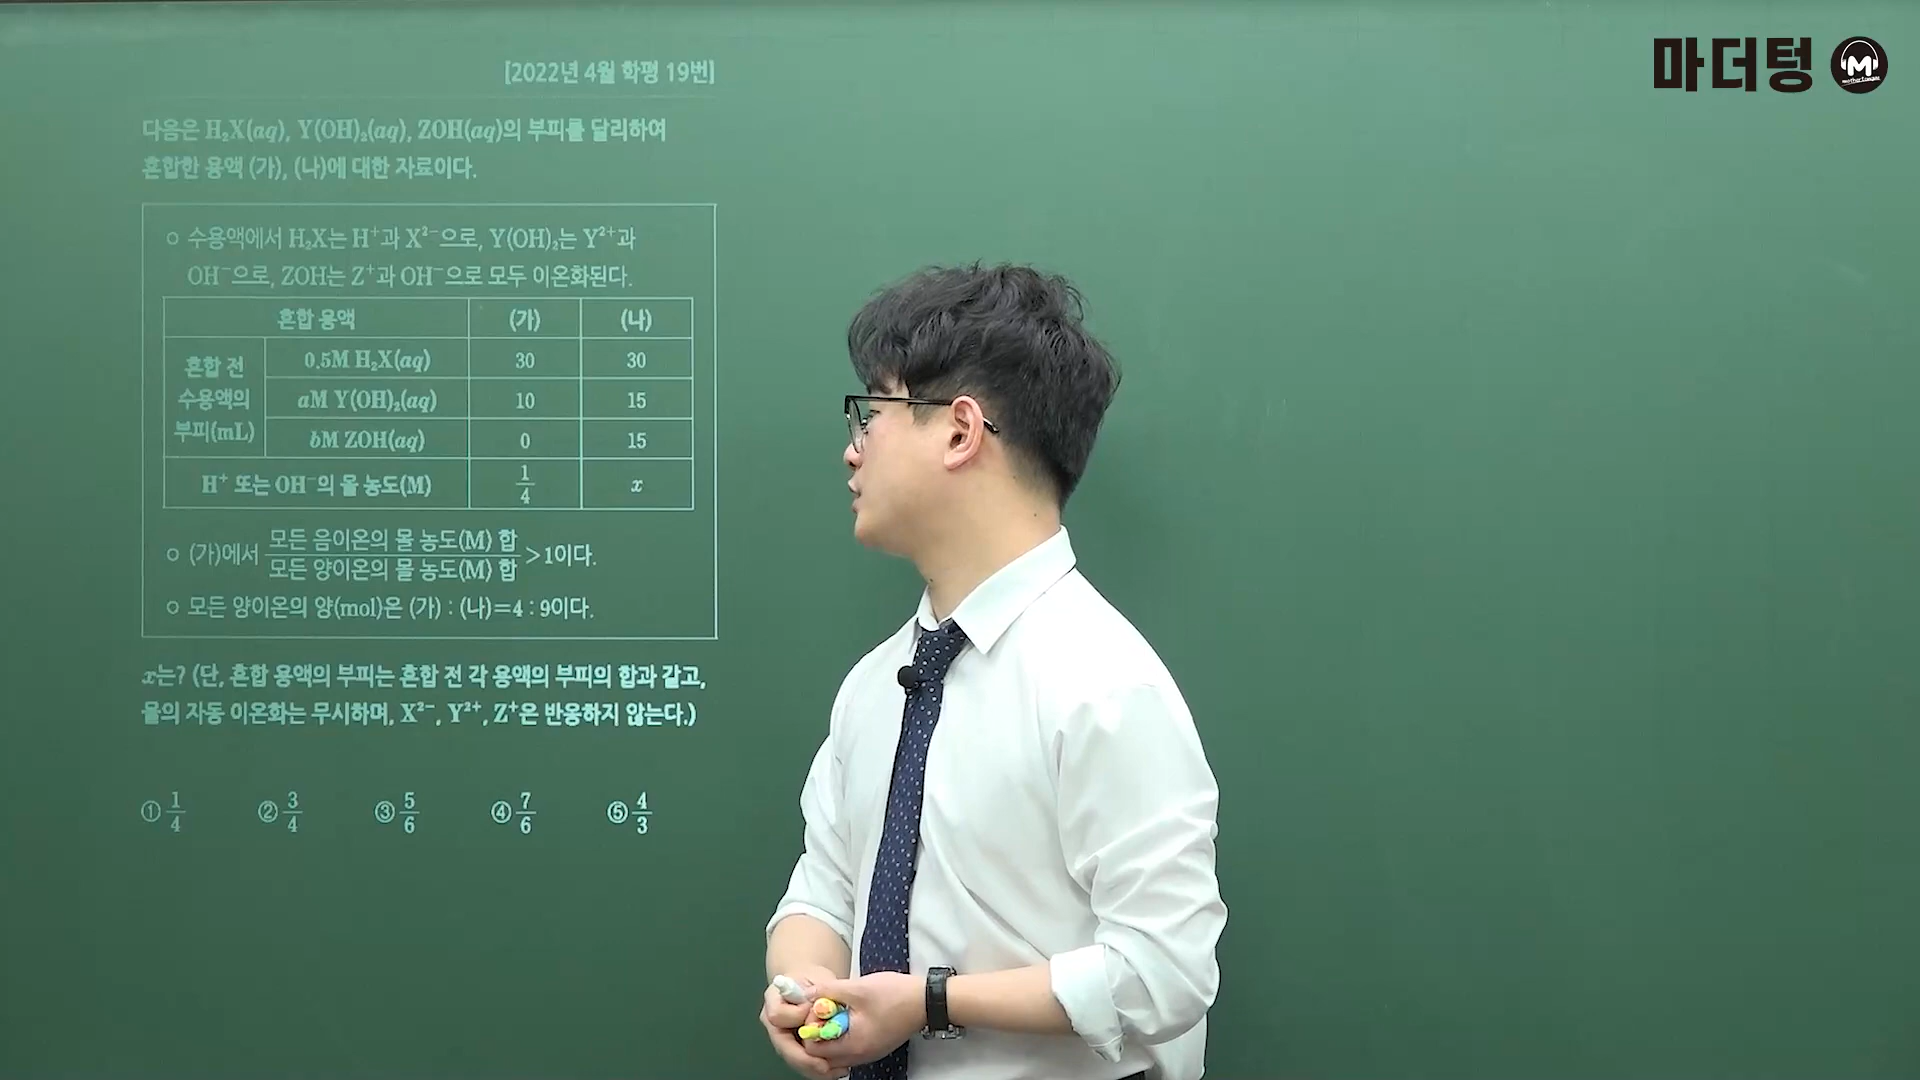 마더텅
[2022년 4월 학평 19번]
다음은 H₂X(aq), Y(OH)₂(aq), ZOH(aq)의 부피를 달리하여
혼합한 용액 (가), (나)에 대한 자료이다.
○ 수용액에서 H₂X는 H⁺과 X²⁻으로, Y(OH)₂는 Y²⁺과
OH⁻으로, ZOH는 Z⁺과 OH⁻으로 모두 이온화된다.
혼합 용액 (가) (나)
혼합 전 수용액의 부피(mL)
0.5M H₂X(aq) 30 30
aM Y(OH)₂(aq) 10 15
bM ZOH(aq) 0 15
H⁺ 또는 OH⁻의 몰 농도(M) 1/4 x
○ (가)에서 모든 음이온의 몰 농도(M) 합/모든 양이온의 몰 농도(M) 합 > 1이다.
○ 모든 양이온의 양(mol)은 (가) : (나)=4 : 9이다.
x는? (단, 혼합 용액의 부피는 혼합 전 각 용액의 부피의 합과 같고,
물의 자동 이온화는 무시하며, X²⁻, Y²⁺, Z⁺은 반응하지 않는다.)
① 1/4 ② 3/4 ③ 5/6 ④ 7/6 ⑤ 4/3